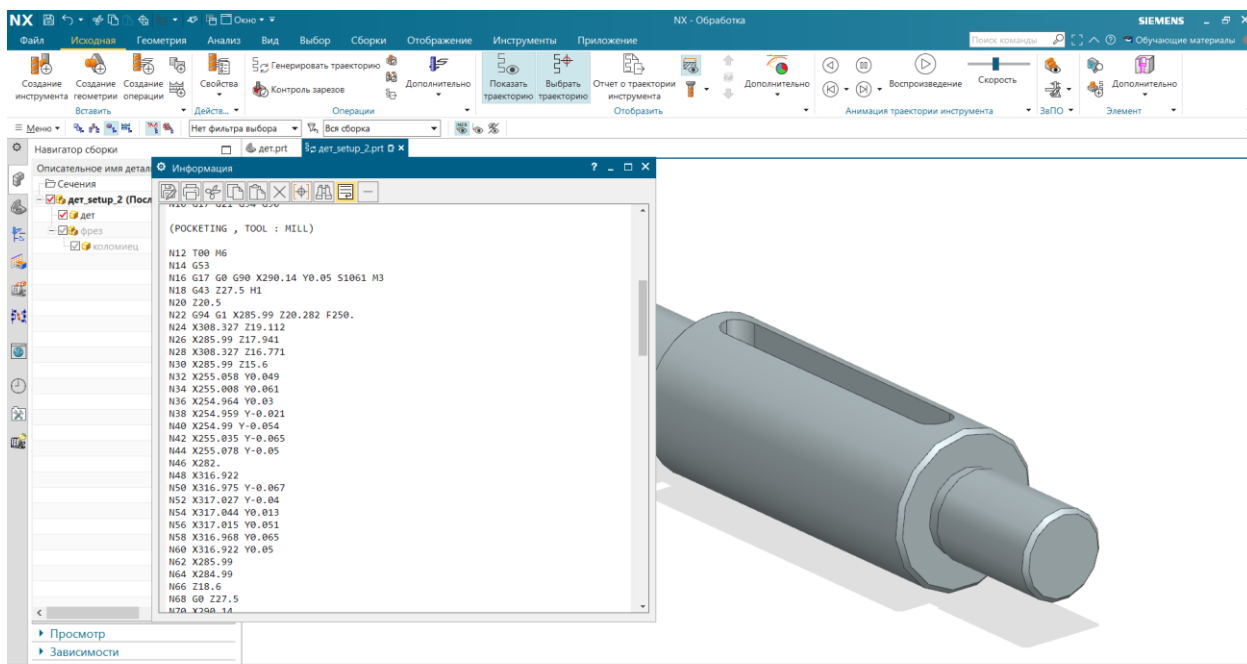 NX Окно NX - Обработка SIEMENS
Файл Исходная Геометрия Анализ Вид Выбор Сборки Отображение Инструменты Приложение Поиск команды Обучающие материалы
Создание инструмента
Создание геометрии
Создание операции
Свойства
Генерировать траекторию
Контроль зарезов
Дополнительно
Показать траекторию
Выбрать траекторию
Отчет о траектории инструмента
Дополнительно
Воспроизведение
Скорость
Дополнительно
Вставить Действ... Операции Отобразить Анимация траектории инструмента ЗвПО Элемент
Меню Нет фильтра выбора Вся сборка
Навигатор сборки дет.prt дет_setup_2.prt
Описательное имя детал
Сечения
дет_setup_2 (Посл
дет
фрез
коломиец
Информация
N10 G17 G21 G94 G90
(POCKETING , TOOL : MILL)
N12 T00 M6
N14 G53
N16 G17 G0 G90 X290.14 Y0.05 S1061 M3
N18 G43 Z27.5 H1
N20 Z20.5
N22 G94 G1 X285.99 Z20.282 F250.
N24 X308.327 Z19.112
N26 X285.99 Z17.941
N28 X308.327 Z16.771
N30 X285.99 Z15.6
N32 X255.058 Y0.049
N34 X255.008 Y0.061
N36 X254.964 Y0.03
N38 X254.959 Y-0.021
N40 X254.99 Y-0.054
N42 X255.035 Y-0.065
N44 X255.078 Y-0.05
N46 X282.
N48 X316.922
N50 X316.975 Y-0.067
N52 X317.027 Y-0.04
N54 X317.044 Y0.013
N56 X317.015 Y0.051
N58 X316.968 Y0.065
N60 X316.922 Y0.05
N62 X285.99
N64 X284.99
N66 Z18.6
N68 G0 Z27.5
N70 X290.14
Просмотр
Зависимости